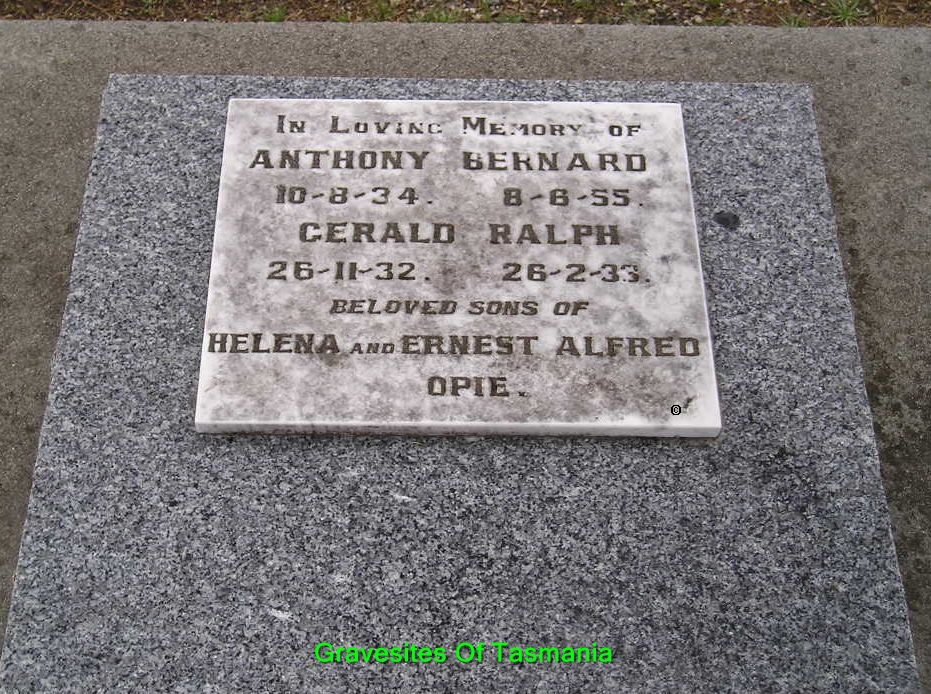 IN LOVING MEMORY OF
ANTHONY BERNARD
10-8-34. 8-6-55.
GERALD RALPH
26-11-32. 26-2-33.
BELOVED SONS OF
HELENA AND ERNEST ALFRED
OPIE.
©
Gravesites Of Tasmania